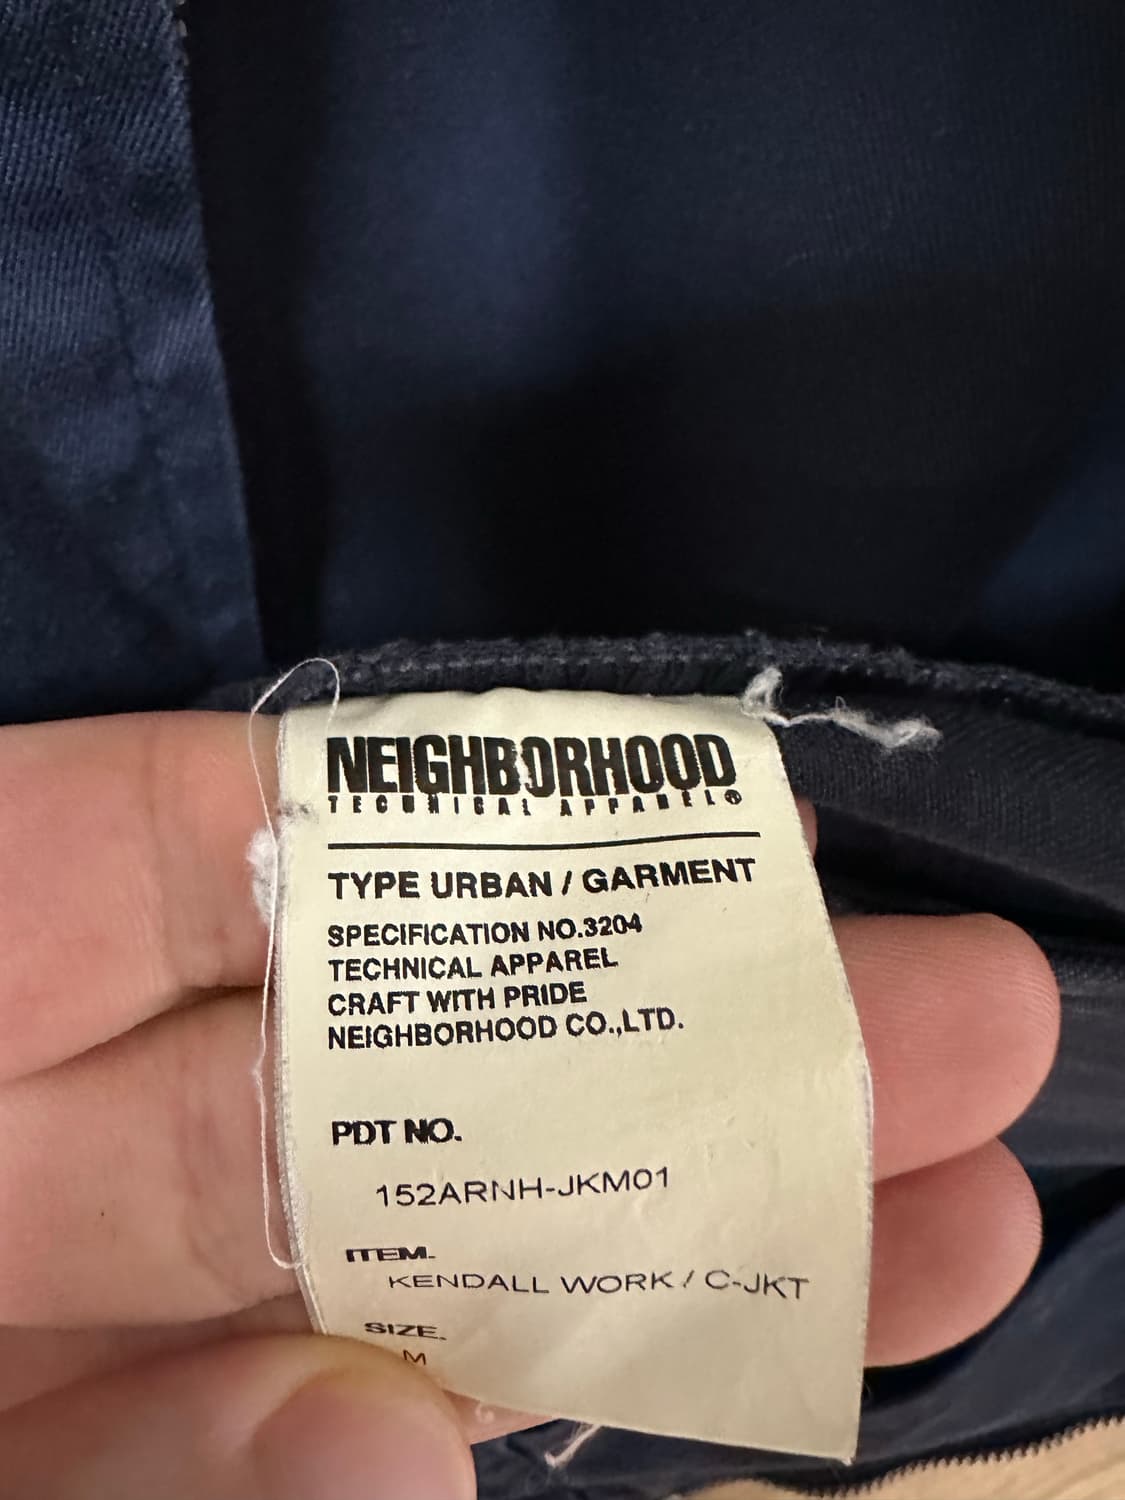 NEIGHBORHOOD
TECHNICAL APPAREL®
TYPE URBAN / GARMENT
SPECIFICATION NO.3204
TECHNICAL APPAREL
CRAFT WITH PRIDE
NEIGHBORHOOD CO.,LTD.
PDT NO.
152ARNH-JKM01
ITEM.
KENDALL WORK / C-JKT
SIZE.
M